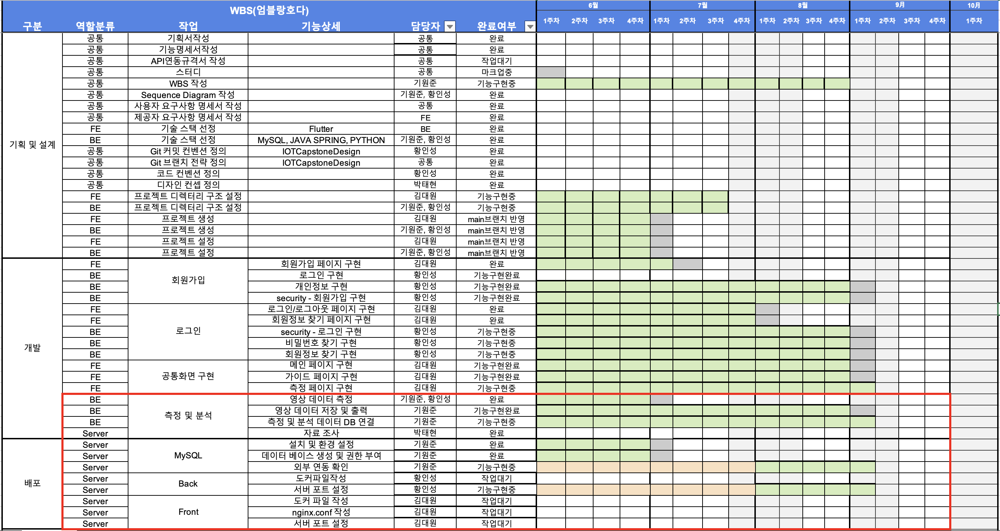 WBS(엄블랑호다)
6월 7월 8월 9月 10月
구분 역할분류 작업 기능상세 담당자 완료여부 1주차 2주차 3주차 4주차 1주차 2주차 3주차 4주차 1주차 2주차 3주차 4주차 1주차 2주차 3주차 4주차 1주차
기획 및 설계
공통 기획서작성 공통 완료
공통 기능명세서작성 공통 완료
공통 API연동규격서 작성 공통 작업대기
공통 스터디 공통 마크업중
공통 WBS 작성 기원준 기능구현중
공통 Sequence Diagram 작성 기원준, 황인성 완료
공통 사용자 요구사항 명세서 작성 공통 완료
공통 제공자 요구사항 명세서 작성 FE 완료
FE 기술 스택 선정 Flutter BE 완료
BE 기술 스택 선정 MySQL, JAVA SPRING, PYTHON 기원준, 황인성 완료
공통 Git 커밋 컨벤션 정의 IOTCapstoneDesign 황인성 완료
공통 Git 브랜치 전략 정의 IOTCapstoneDesign 공통 완료
공통 코드 컨벤션 정의 황인성 완료
공통 디자인 컨셉 정의 박태현 완료
FE 프로젝트 디렉터리 구조 설정 김대원 기능구현중
BE 프로젝트 디렉터리 구조 설정 기원준, 황인성 기능구현중
FE 프로젝트 생성 김대원 main브랜치 반영
BE 프로젝트 생성 기원준, 황인성 main브랜치 반영
FE 프로젝트 설정 김대원 main브랜치 반영
BE 프로젝트 설정 기원준, 황인성 main브랜치 반영
개발
회원가입
FE 회원가입 페이지 구현 김대원 완료
BE 로그인 구현 황인성 기능구현완료
BE 개인정보 구현 황인성 기능구현완료
BE security - 회원가입 구현 황인성 기능구현완료
로그인
FE 로그인/로그아웃 페이지 구현 김대원 완료
FE 회원정보 찾기 페이지 구현 김대원 완료
BE security - 로그인 구현 황인성 기능구현중
BE 비밀번호 찾기 구현 황인성 기능구현중
BE 회원정보 찾기 구현 황인성 기능구현중
공통화면 구현
FE 메인 페이지 구현 김대원 기능구현완료
FE 가이드 페이지 구현 김대원 기능구현완료
FE 측정 페이지 구현 김대원 기능구현중
측정 및 분석
BE 영상 데이터 측정 기원준, 황인성 완료
BE 영상 데이터 저장 및 출력 기원준 기능구현완료
BE 측정 및 분석 데이터 DB 연결 기원준 기능구현중
Server 자료 조사 박태현 완료
배포
MySQL
Server 설치 및 환경 설정 기원준 완료
Server 데이터 베이스 생성 및 권한 부여 기원준 완료
Server 외부 연동 확인 기원준 기능구현중
Back
Server 도커파일작성 황인성 작업대기
Server 서버 포트 설정 황인성 기능구현중
Front
Server 도커 파일 작성 김대원 작업대기
Server nginx.conf 작성 김대원 작업대기
Server 서버 포트 설정 김대원 작업대기